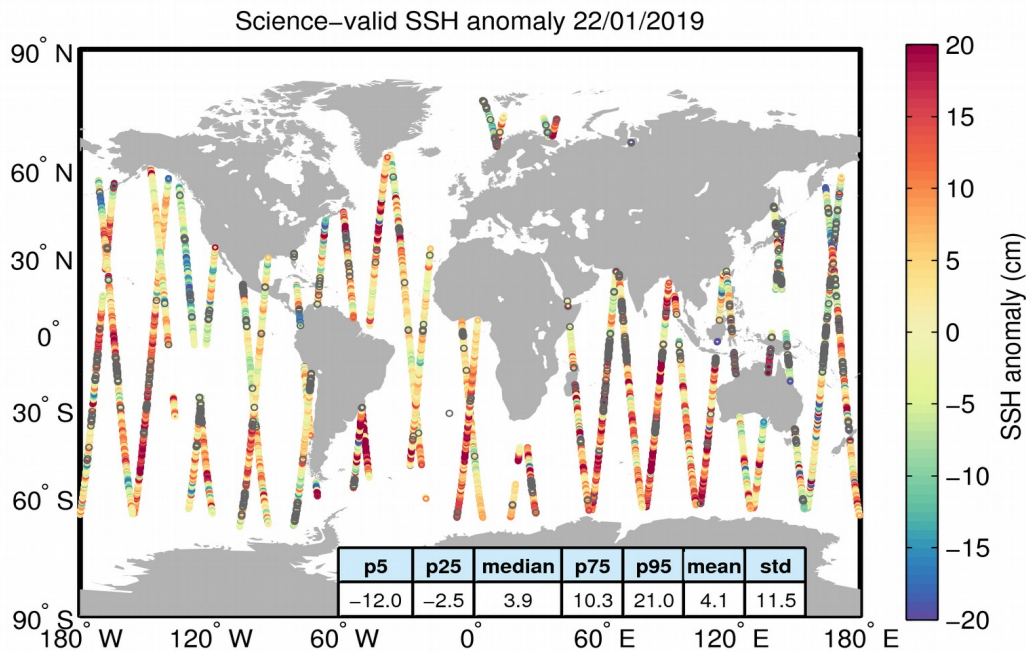 Science−valid SSH anomaly 22/01/2019
90° N
60° N
30° N
0°
30° S
60° S
90° S
180° W
120° W
60° W
0°
60° E
120° E
180° E
p5 p25 median p75 p95 mean std
−12.0 −2.5 3.9 10.3 21.0 4.1 11.5
20
15
10
5
0
−5
−10
−15
−20
SSH anomaly (cm)